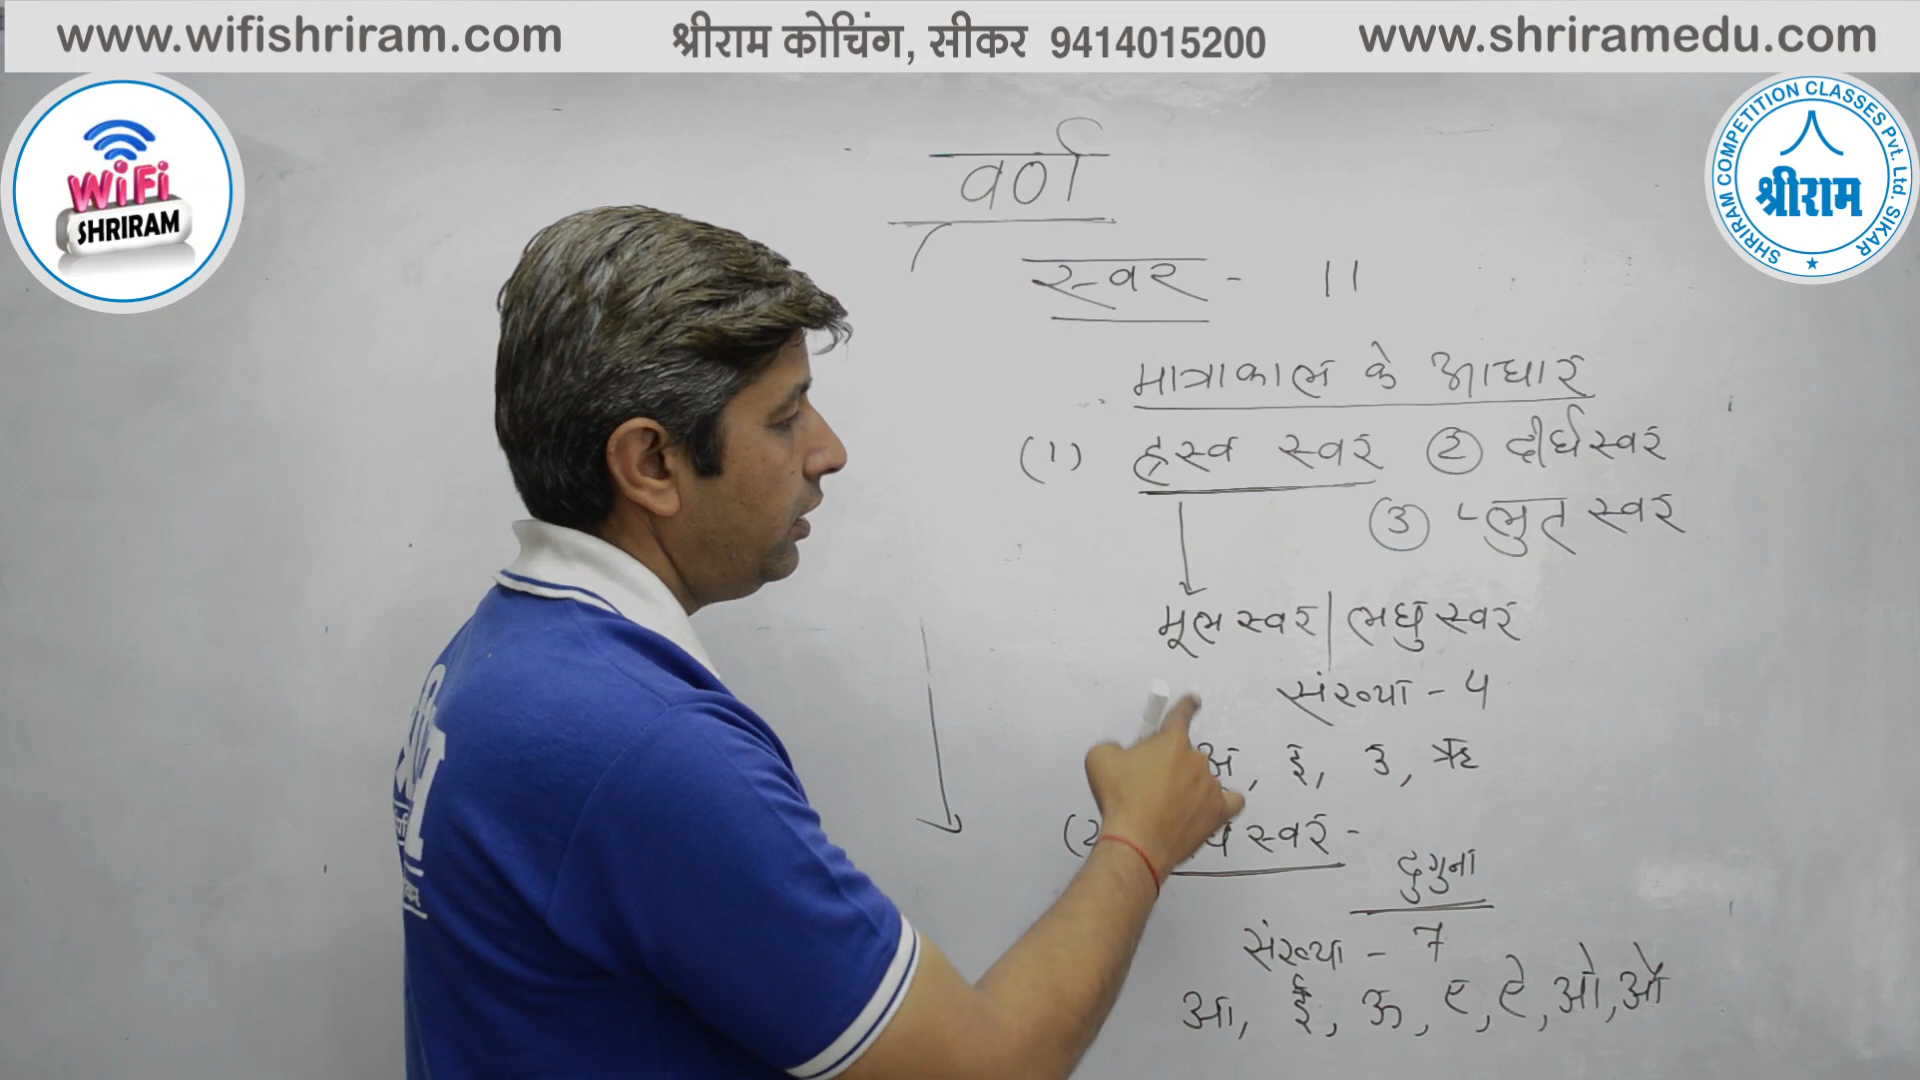 www.wifishriram.com श्रीराम कोचिंग, सीकर 9414015200 www.shriramedu.com
WiFi
SHRIRAM
SHRIRAM COMPETITION CLASSES Pvt. Ltd. SIKAR
श्रीराम
वर्ण
स्वर - 11
मात्राकाल के आधार
(1) ह्रस्व स्वर (2) दीर्घ स्वर
(3) प्लुत स्वर
मूल स्वर | लघु स्वर
संख्या - 4
अ, इ, उ, ऋ
(2 स्वर -
दुगुना
संख्या - 7
आ, ई, ऊ, ए, ऐ, ओ, औ